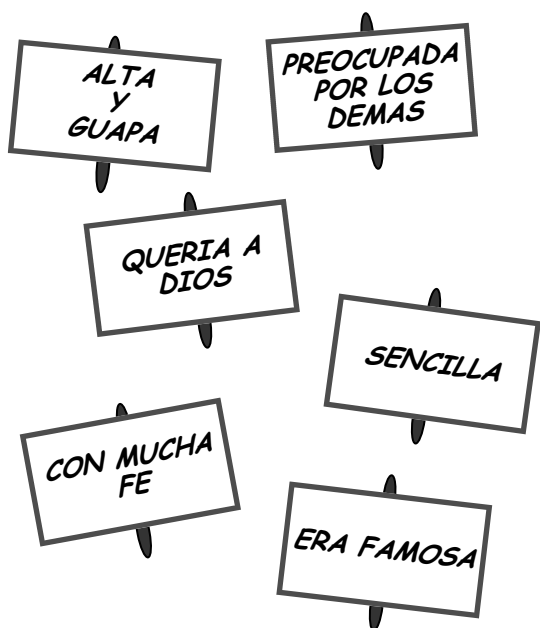 ALTA
Y
GUAPA
PREOCUPADA
POR LOS
DEMAS
QUERIA A
DIOS
SENCILLA
CON MUCHA
FE
ERA FAMOSA